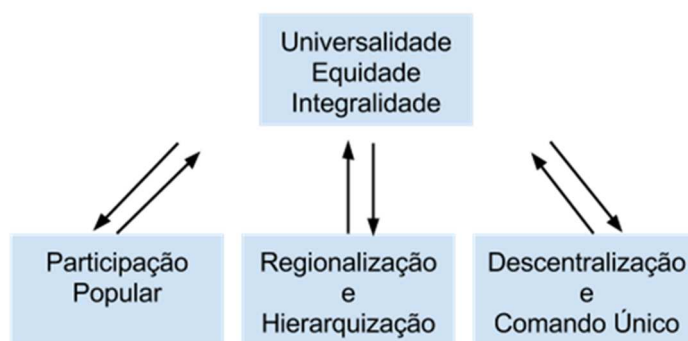 Universalidade
Equidade
Integralidade
Participação
Popular
Regionalização
e
Hierarquização
Descentralização
e
Comando Único